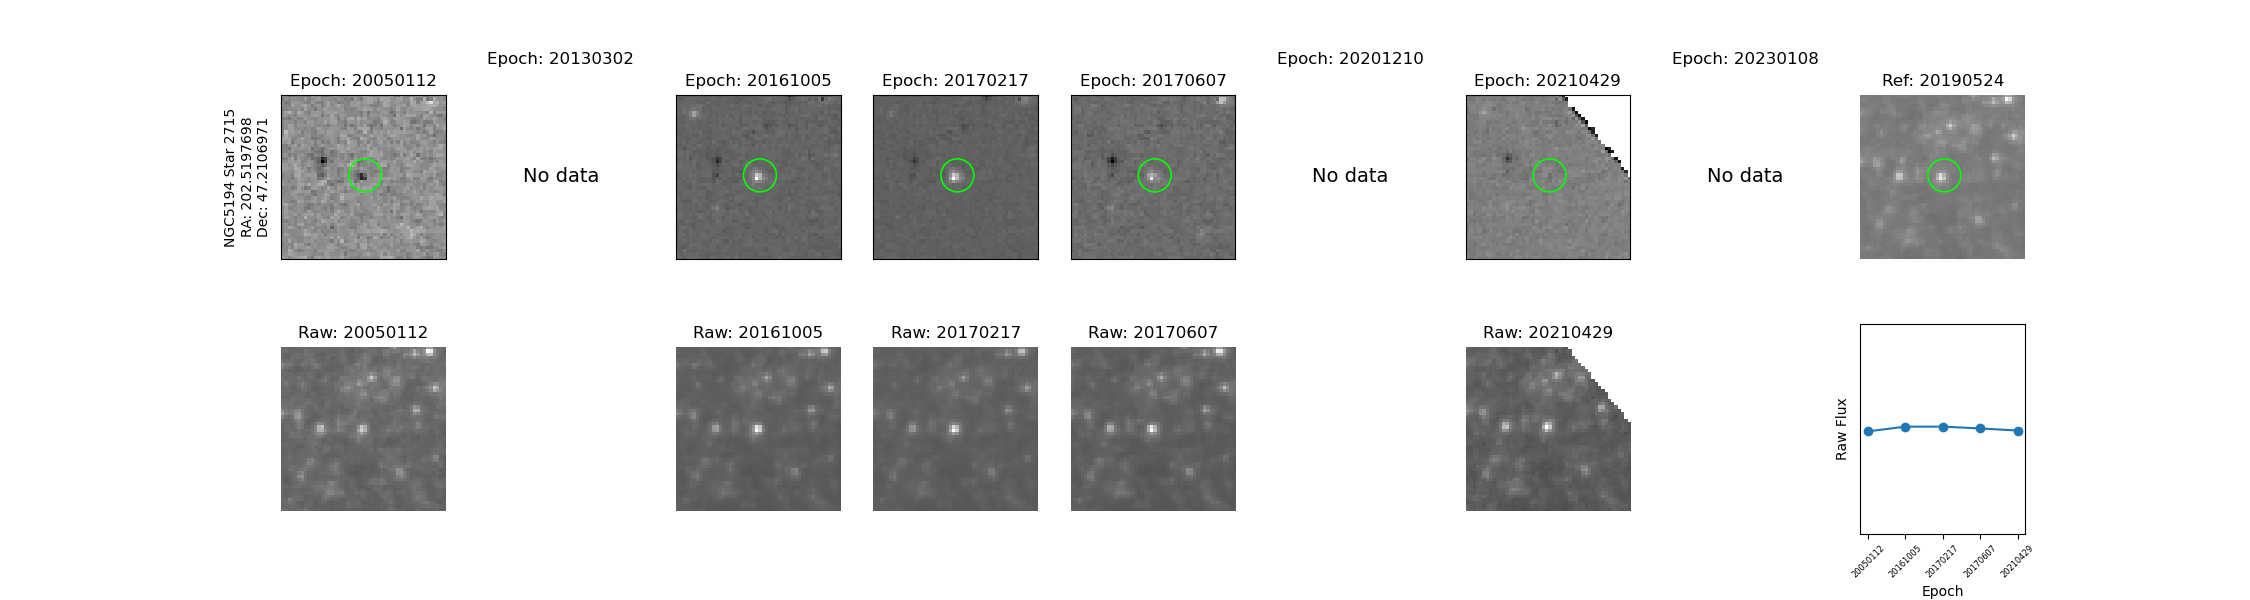 Epoch: 20130302
Epoch: 20201210
Epoch: 20230108
Epoch: 20050112
Epoch: 20161005
Epoch: 20170217
Epoch: 20170607
Epoch: 20210429
Ref: 20190524
NGC5194 Star 2715
RA: 202.5197698
Dec: 47.2106971
No data
No data
No data
Raw: 20050112
Raw: 20161005
Raw: 20170217
Raw: 20170607
Raw: 20210429
Raw Flux
20050112
20161005
20170217
20170607
20210429
Epoch